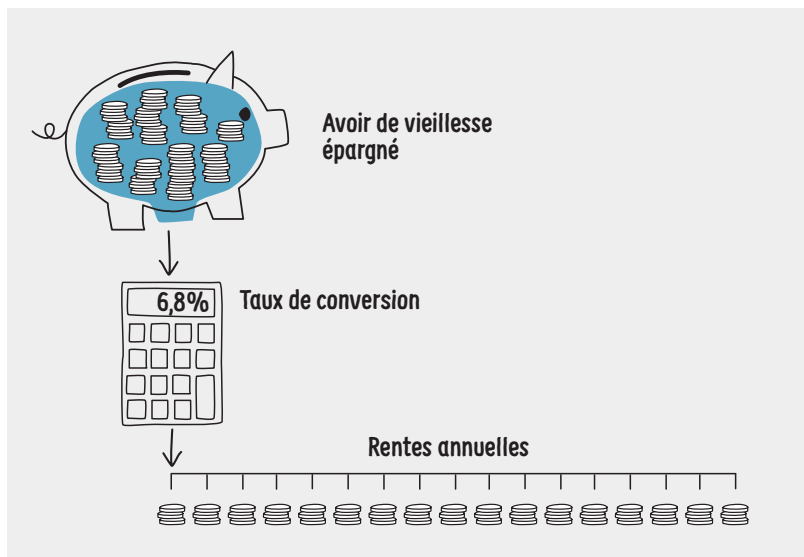 Avoir de vieillesse
épargné
6,8%
Taux de conversion
Rentes annuelles